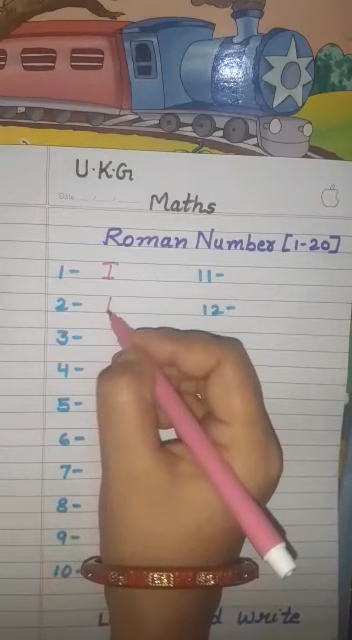 U.K.G
Date
Maths
Roman Number [1-20]
1- I 11-
2- 12-
3-
4-
5-
6-
7-
8-
9-
10
write